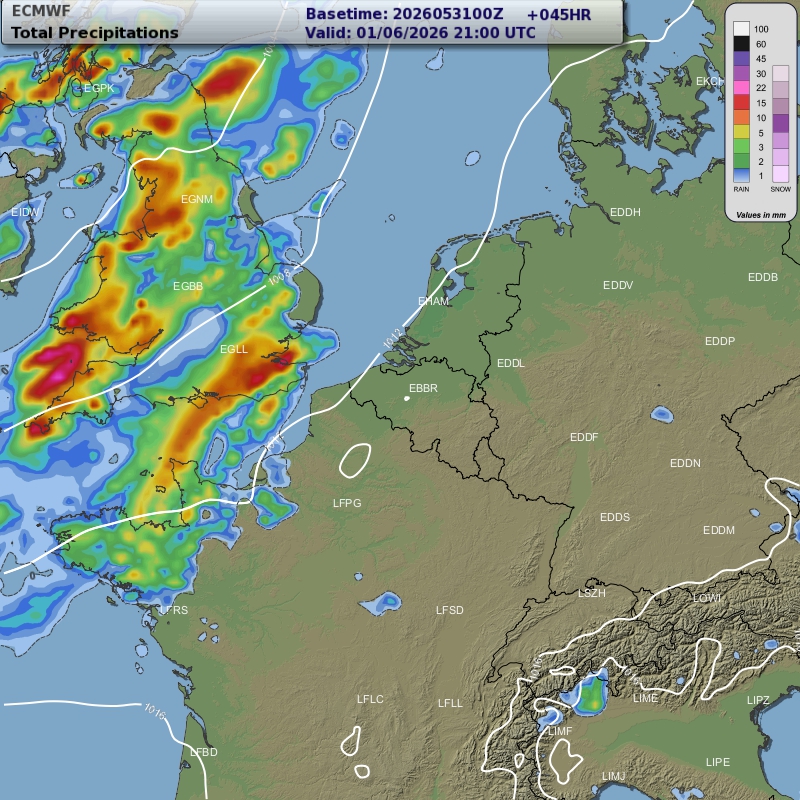 ECMWF
Total Precipitations
Basetime: 2026053100Z +045HR
Valid: 01/06/2026 21:00 UTC
100
60
45
30
22
15
10
5
3
2
1
RAIN SNOW
Values in mm
EGPK
EKCH
EIDW
EGNM
EDDH
EGBB
1008
EDDV
EDDB
EHAM
1012
EGLL
EDDP
EDDL
EBBR
EDDF
EDDN
LFPG
EDDS
EDDM
LFRS
LFSD
LSZH
LOWI
1016
LFLC
LFLL
LIME
LIPZ
1016
LIMF
LFBD
LIPE
LIMJ